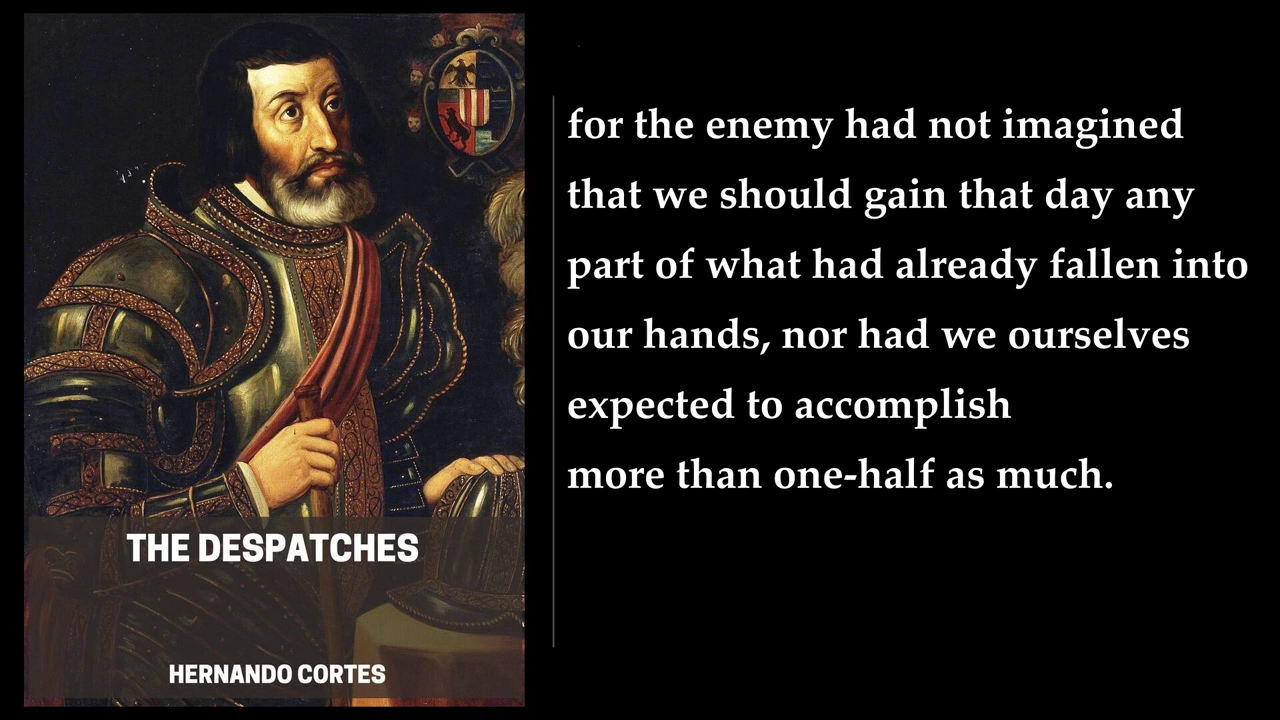 for the enemy had not imagined
that we should gain that day any
part of what had already fallen into
our hands, nor had we ourselves
expected to accomplish
more than one-half as much.
THE DESPATCHES
HERNANDO CORTES